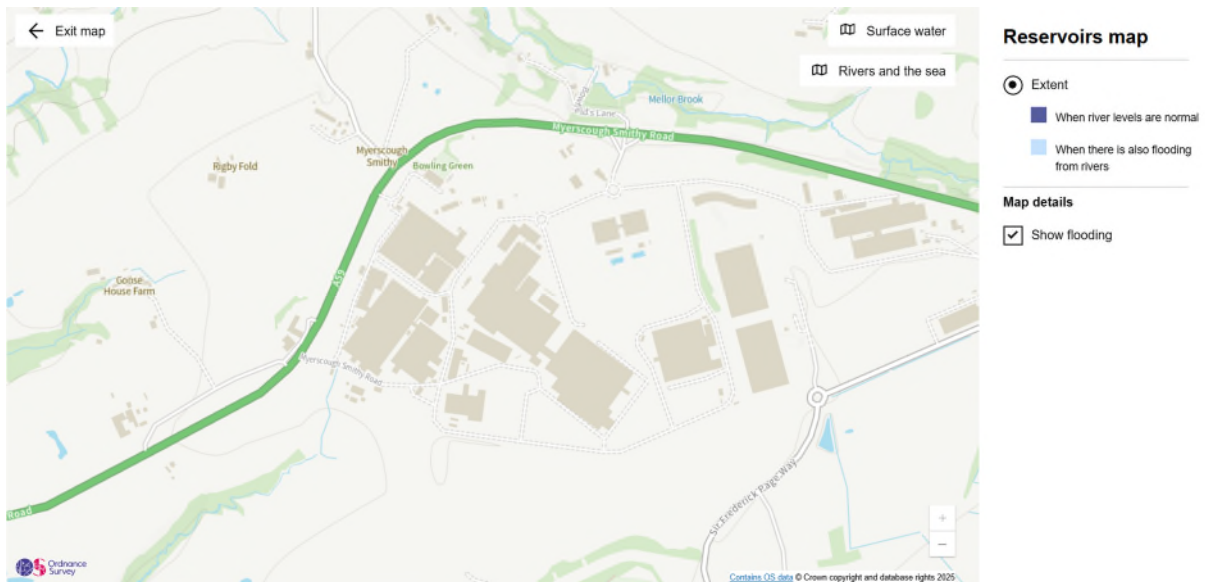 Exit map
Surface water
Rivers and the sea
Mellor Brook
Myerscough Smithy Road
Myerscough
Smithy
Bowling Green
Rigby Fold
Goose
House Farm
A59
Myerscough Smithy Road
Sir Frederick Page Way
Road
Ordnance
Survey
Contains OS data © Crown copyright and database rights 2025
Reservoirs map
Extent
When river levels are normal
When there is also flooding
from rivers
Map details
Show flooding